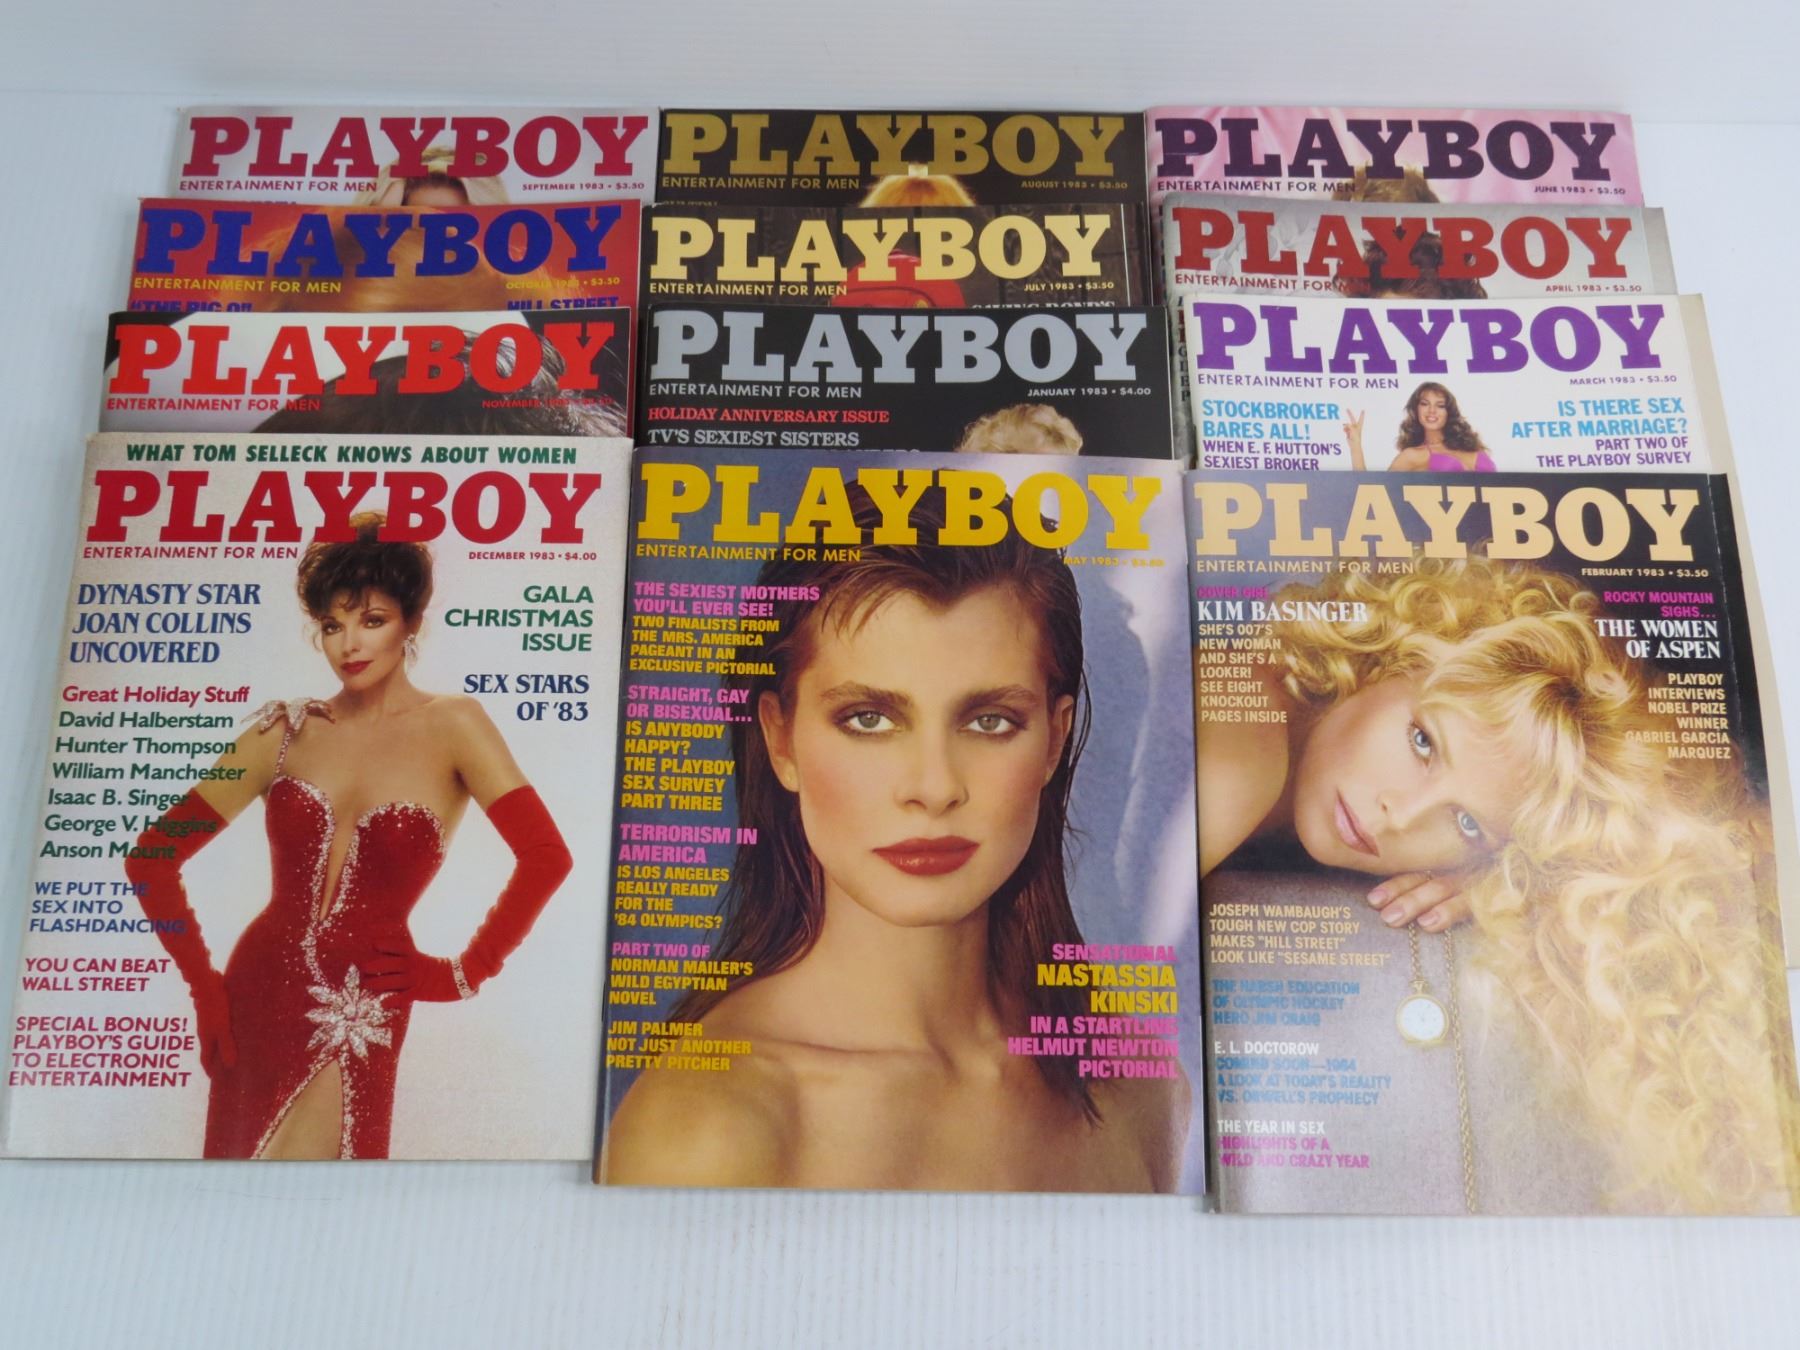 PLAYBOY
ENTERTAINMENT FOR MEN
SEPTEMBER 1983 • $3.50
PLAYBOY
ENTERTAINMENT FOR MEN
AUGUST 1983 • $3.50
PLAYBOY
ENTERTAINMENT FOR MEN
JUNE 1983 • $3.50
PLAYBOY
ENTERTAINMENT FOR MEN
OCTOBER 1983 • $3.50
"THE BIG O"
HILL STREET
PLAYBOY
ENTERTAINMENT FOR MEN
JULY 1983 • $3.50
PLAYBOY
ENTERTAINMENT FOR MEN
APRIL 1983 • $3.50
PLAYBOY
ENTERTAINMENT FOR MEN
NOVEMBER 1983 • $3.50
PLAYBOY
ENTERTAINMENT FOR MEN
JANUARY 1983 • $4.00
HOLIDAY ANNIVERSARY ISSUE
TV'S SEXIEST SISTERS
PLAYBOY
ENTERTAINMENT FOR MEN
MARCH 1983 • $3.50
STOCKBROKER
BARES ALL!
WHEN E.F. HUTTON'S
SEXIEST BROKER
IS THERE SEX
AFTER MARRIAGE?
PART TWO OF
THE PLAYBOY SURVEY
WHAT TOM SELLECK KNOWS ABOUT WOMEN
PLAYBOY
ENTERTAINMENT FOR MEN
DECEMBER 1983 • $4.00
DYNASTY STAR
JOAN COLLINS
UNCOVERED
GALA
CHRISTMAS
ISSUE
SEX STARS
OF '83
Great Holiday Stuff
David Halberstam
Hunter Thompson
William Manchester
Isaac B. Singer
George V. Higgins
Anson Mount
WE PUT THE
SEX INTO
FLASHDANCING
YOU CAN BEAT
WALL STREET
SPECIAL BONUS!
PLAYBOY'S GUIDE
TO ELECTRONIC
ENTERTAINMENT
PLAYBOY
ENTERTAINMENT FOR MEN
MAY 1983 • $3.50
THE SEXIEST MOTHERS
YOU'LL EVER SEE!
TWO FINALISTS FROM
THE MRS. AMERICA
PAGEANT IN AN
EXCLUSIVE PICTORIAL
STRAIGHT, GAY
OR BISEXUAL...
IS ANYBODY
HAPPY?
THE PLAYBOY
SEX SURVEY
PART THREE
TERRORISM IN
AMERICA
IS LOS ANGELES
REALLY READY
FOR THE
'84 OLYMPICS?
PART TWO OF
NORMAN MAILER'S
WILD EGYPTIAN
NOVEL
JIM PALMER
NOT JUST ANOTHER
PRETTY PITCHER
SENSATIONAL
NASTASSIA
KINSKI
IN A STARTLING
HELMUT NEWTON
PICTORIAL
PLAYBOY
ENTERTAINMENT FOR MEN
FEBRUARY 1983 • $3.50
COVER GIRL
KIM BASINGER
SHE'S 007'S
NEW WOMAN
AND SHE'S A
LOOKER!
SEE EIGHT
KNOCKOUT
PAGES INSIDE
ROCKY MOUNTAIN
SIGHS...
THE WOMEN
OF ASPEN
PLAYBOY
INTERVIEWS
NOBEL PRIZE
WINNER
GABRIEL GARCIA
MÁRQUEZ
JOSEPH WAMBAUGH'S
TOUGH NEW COP STORY
MAKES "HILL STREET"
LOOK LIKE "SESAME STREET"
THE HARSH EDUCATION
OF OLYMPIC HOCKEY
HERO JIM CRAIG
E. L. DOCTOROW
COMING SOON—1984
A LOOK AT TODAY'S REALITY
VS. ORWELL'S PROPHECY
THE YEAR IN SEX
HIGHLIGHTS OF A
WILD AND CRAZY YEAR